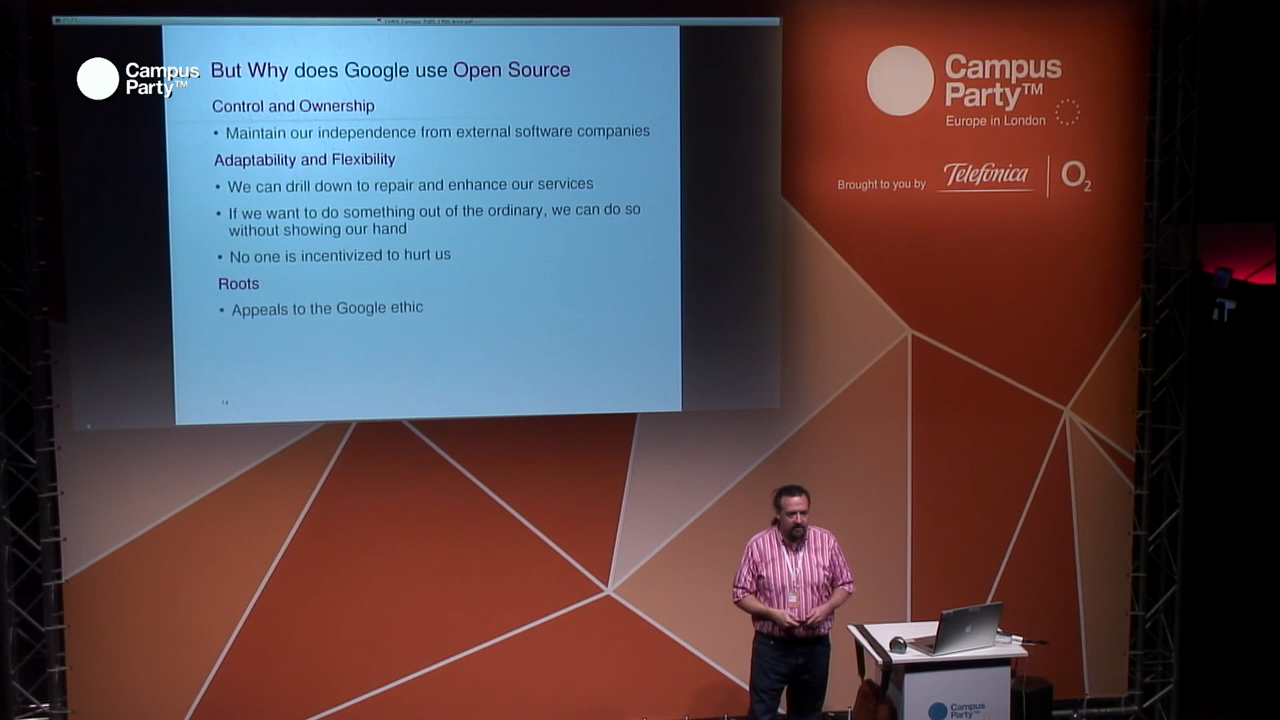 Campus
Party™
But Why does Google use Open Source
Control and Ownership
• Maintain our independence from external software companies
Adaptability and Flexibility
• We can drill down to repair and enhance our services
• If we want to do something out of the ordinary, we can do so
without showing our hand
• No one is incentivized to hurt us
Roots
• Appeals to the Google ethic
14
Campus
Party™
Europe in London
Brought to you by
Telefónica
O2
Campus
Party™